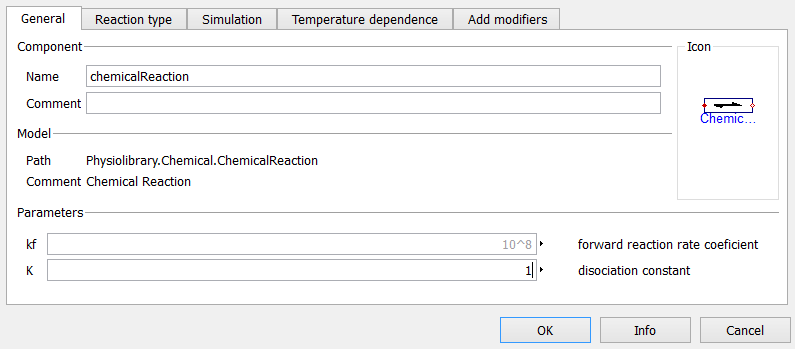 General Reaction type Simulation Temperature dependence Add modifiers
Component
Icon
Name chemicalReaction
Comment
Chemic...
Model
Path Physiolibrary.Chemical.ChemicalReaction
Comment Chemical Reaction
Parameters
kf 10^8 forward reaction rate coeficient
K 1 disociation constant
OK Info Cancel